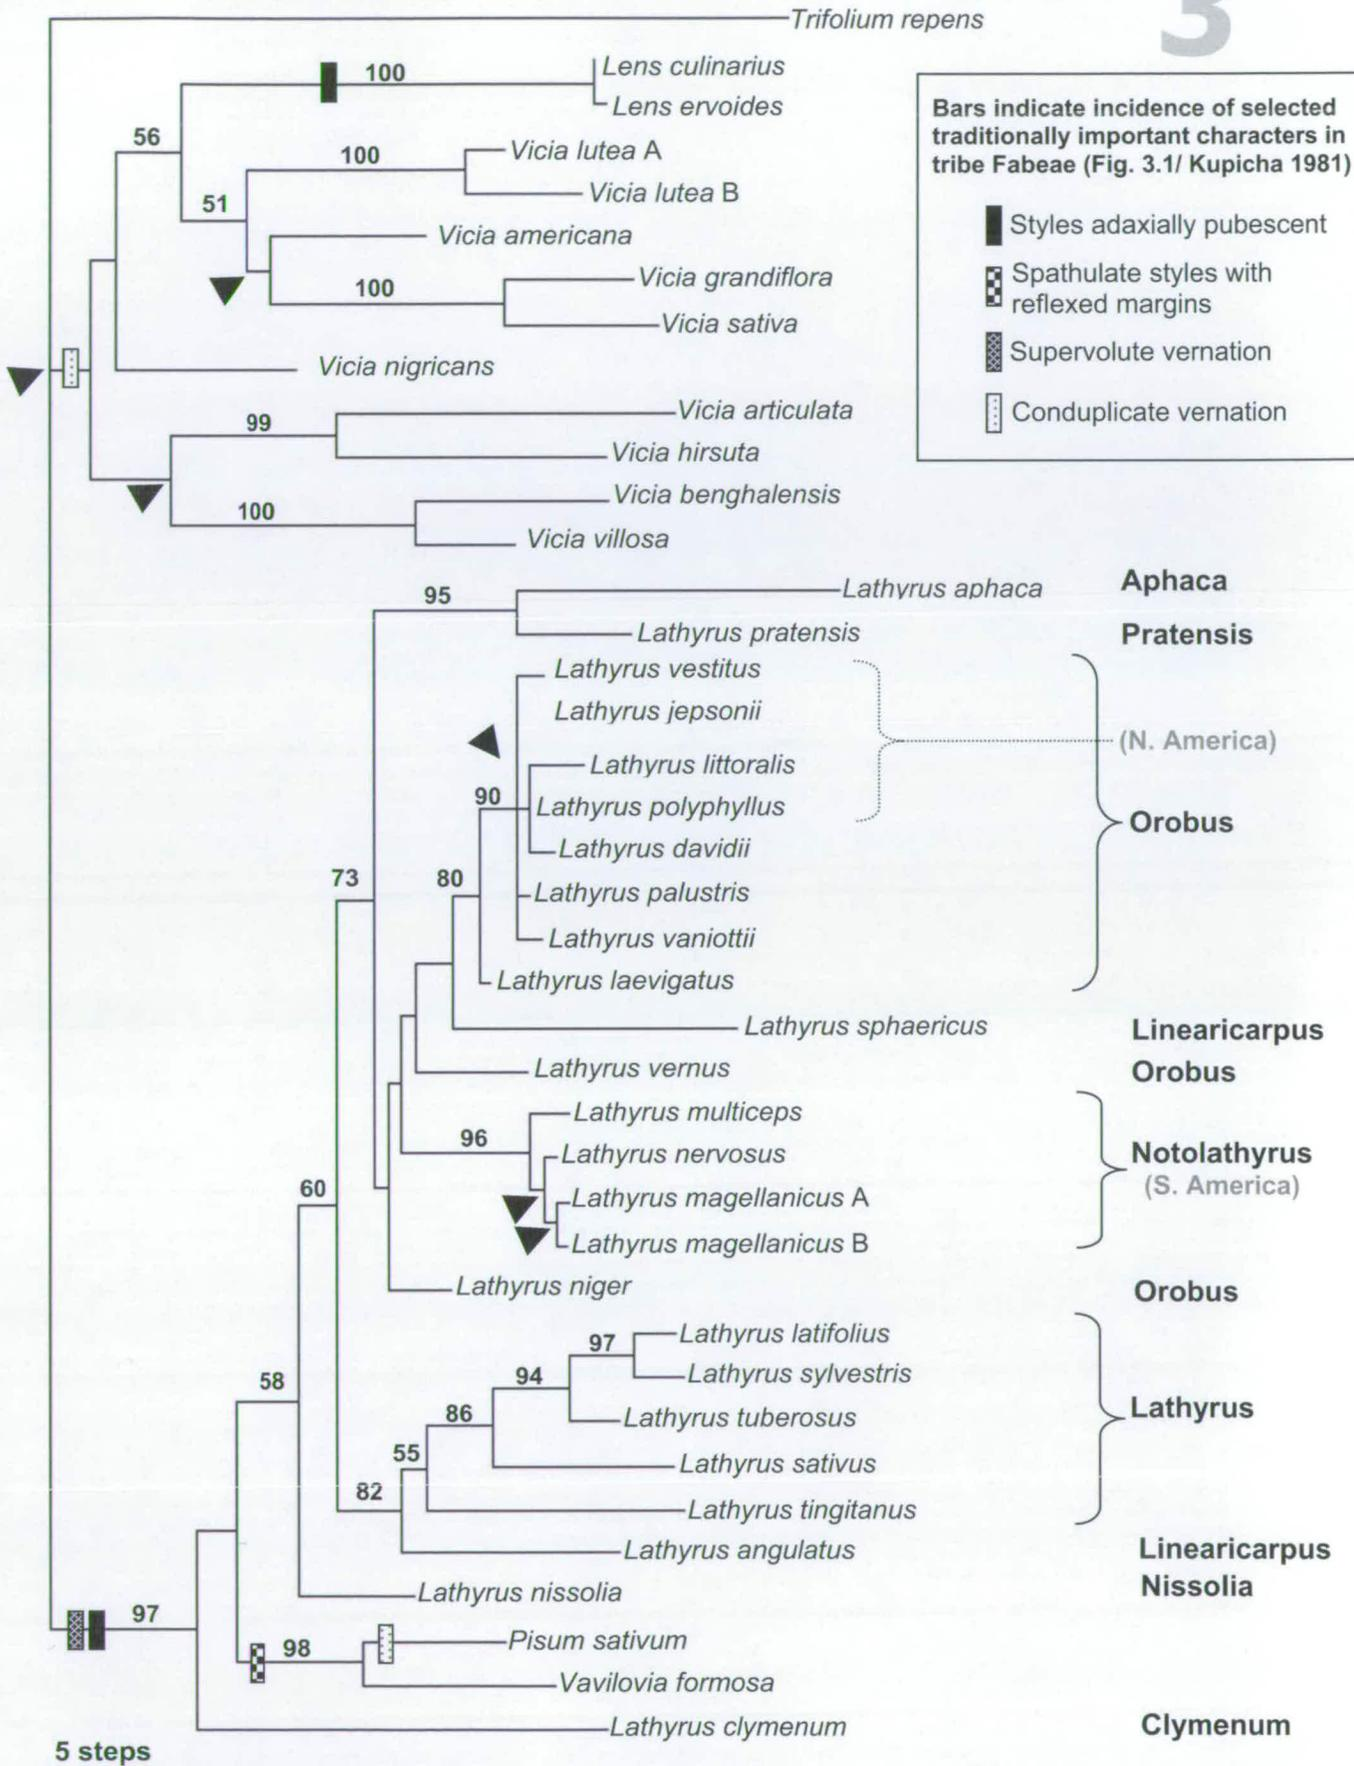 3
Trifolium repens
Lens culinarius
100
Lens ervoides
Bars indicate incidence of selected
traditionally important characters in
tribe Fabeae (Fig. 3.1/ Kupicha 1981)
Styles adaxially pubescent
Spathulate styles with
reflexed margins
Supervolute vernation
Conduplicate vernation
56
Vicia lutea A
100
Vicia lutea B
51
Vicia americana
Vicia grandiflora
100
Vicia sativa
Vicia nigricans
Vicia articulata
99
Vicia hirsuta
Vicia benghalensis
100
Vicia villosa
Lathyrus aphaca Aphaca
95
Lathyrus pratensis Pratensis
Lathyrus vestitus
Lathyrus jepsonii
(N. America)
Lathyrus littoralis
90
Lathyrus polyphyllus
Orobus
Lathyrus davidii
73
80
Lathyrus palustris
Lathyrus vaniottii
Lathyrus laevigatus
Lathyrus sphaericus Linearicarpus
Lathyrus vernus Orobus
Lathyrus multiceps
96
Lathyrus nervosus Notolathyrus
(S. America)
60
Lathyrus magellanicus A
Lathyrus magellanicus B
Lathyrus niger Orobus
Lathyrus latifolius
97
Lathyrus sylvestris
94
58
Lathyrus tuberosus Lathyrus
86
55
Lathyrus sativus
82
Lathyrus tingitanus
Lathyrus angulatus Linearicarpus
Lathyrus nissolia Nissolia
97
Pisum sativum
98
Vavilovia formosa
Lathyrus clymenum Clymenum
5 steps